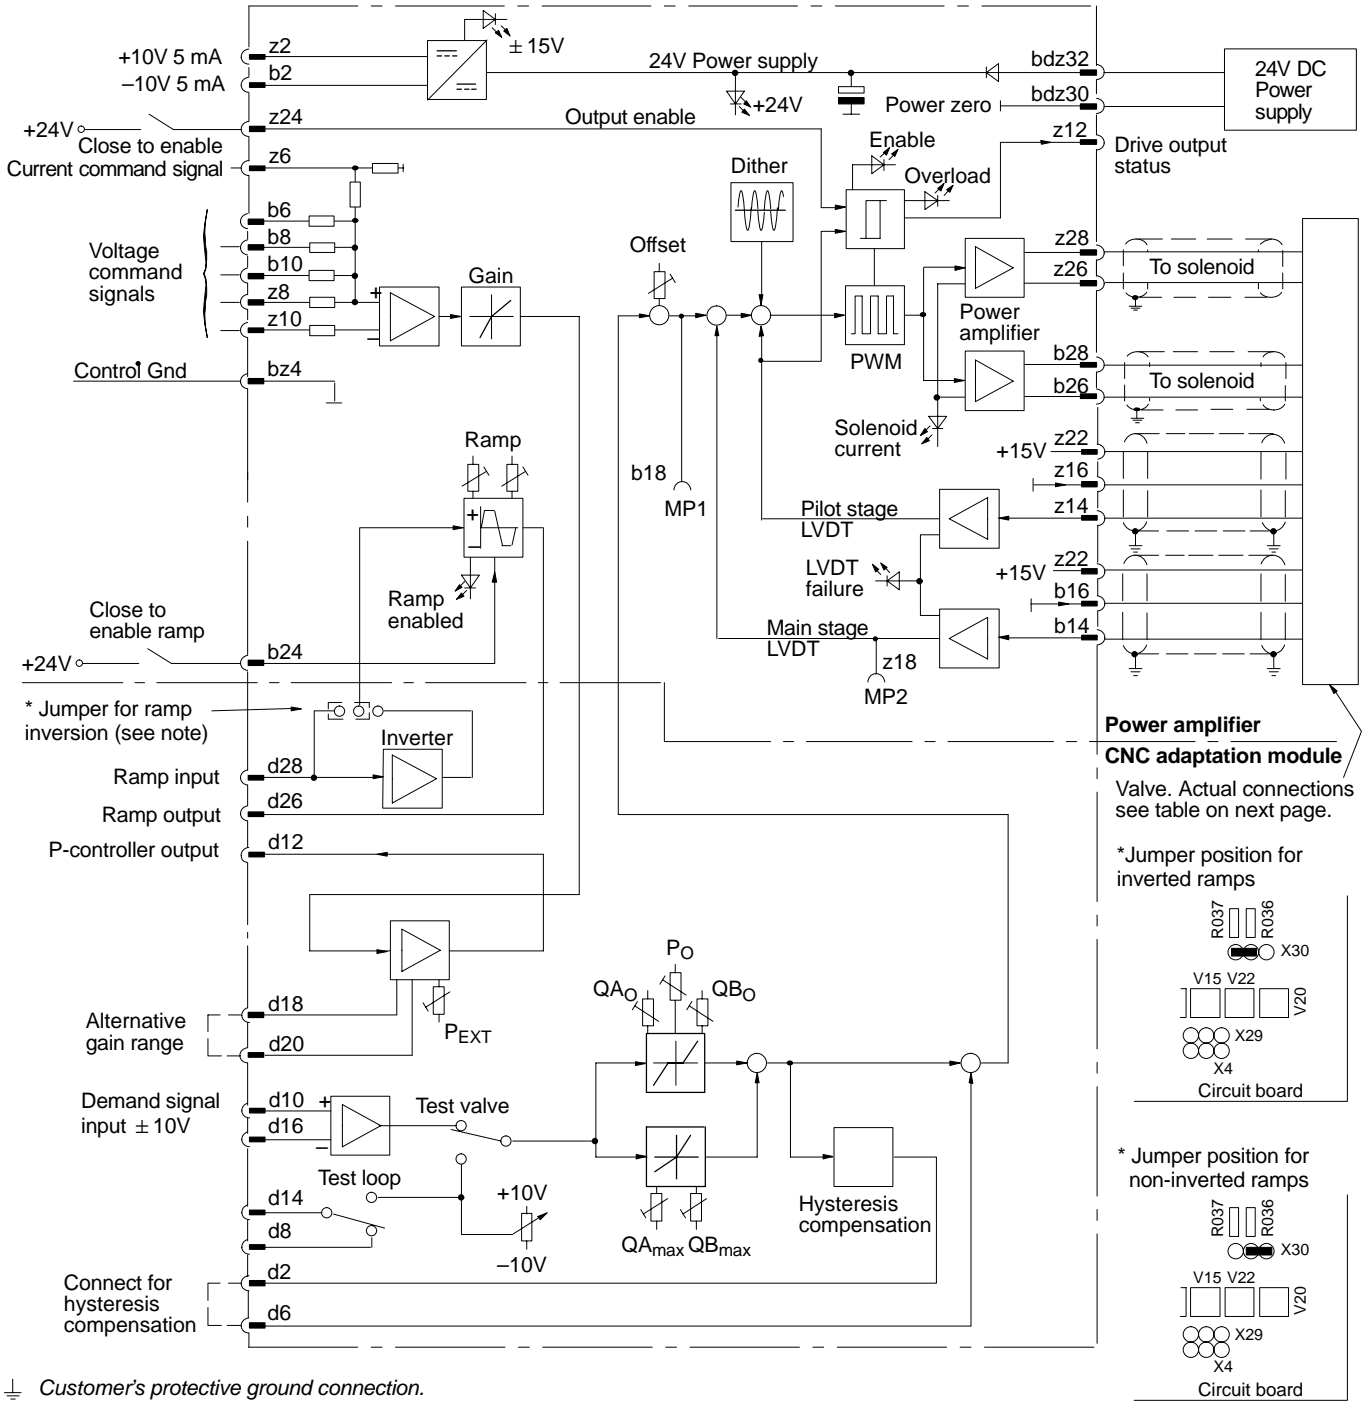 +10V 5 mA
z2
± 15V
–10V 5 mA
b2
24V Power supply
bdz32
+24V
Power zero
bdz30
24V DC
Power
supply
+24V
z24
Output enable
Close to enable
Current command signal
z6
Enable
z12
Drive output
status
Dither
Overload
b6
b8
b10
z8
z10
Voltage
command
signals
+
–
Gain
Offset
PWM
Power
amplifier
z28
z26
To solenoid
Control Gnd
bz4
b28
b26
To solenoid
Solenoid
current
Ramp
b18
MP1
+15V
z22
z16
z14
+
–
Pilot stage
LVDT
LVDT
failure
+15V
z22
b16
b14
Ramp
enabled
Close to
enable ramp
+24V
b24
Main stage
LVDT
z18
MP2
* Jumper for ramp
inversion (see note)
Inverter
Power amplifier
CNC adaptation module
Ramp input
d28
Ramp output
d26
Valve. Actual connections
see table on next page.
P-controller output
d12
*Jumper position for
inverted ramps
R037
R036
X30
V15 V22
V20
X29
X4
Circuit board
PO
QAO
QBO
PEXT
Alternative
gain range
d18
d20
Demand signal
input ± 10V
d10
d16
+
–
Test valve
Test loop
d14
d8
+10V
–10V
QAmax
QBmax
Hysteresis
compensation
* Jumper position for
non-inverted ramps
R037
R036
X30
V15 V22
V20
X29
X4
Circuit board
Connect for
hysteresis
compensation
d2
d6
Customer's protective ground connection.